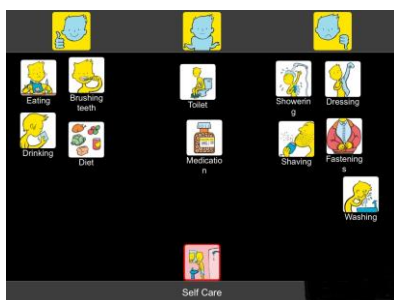 Eating
Brushing
teeth
Toilet
Showerin
g
Dressing
Drinking
Diet
Medicatio
n
Shaving
Fastening
s
Washing
Self Care